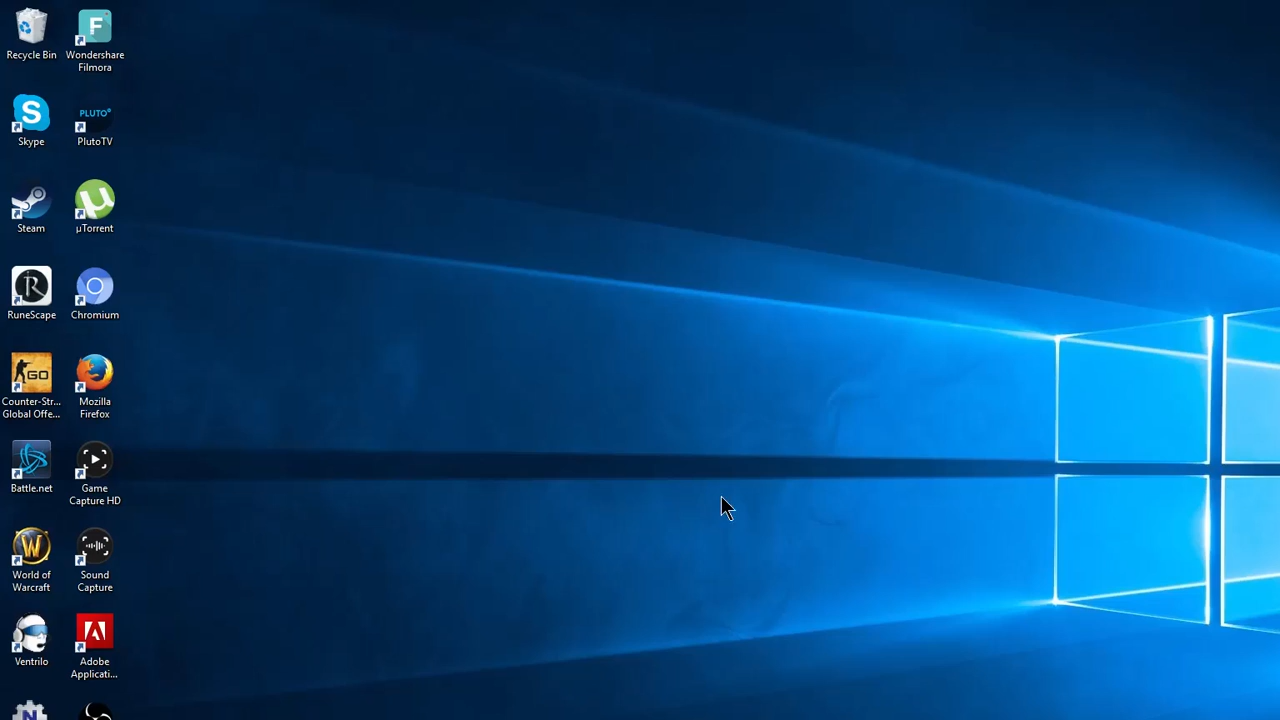 Recycle Bin
Wondershare
Filmora
Skype
PLUTO
PlutoTV
Steam
µTorrent
RuneScape
Chromium
GO
Counter-Str...
Global Offe...
Mozilla
Firefox
Battle.net
Game
Capture HD
World of
Warcraft
Sound
Capture
Ventrilo
Adobe
Applicati...